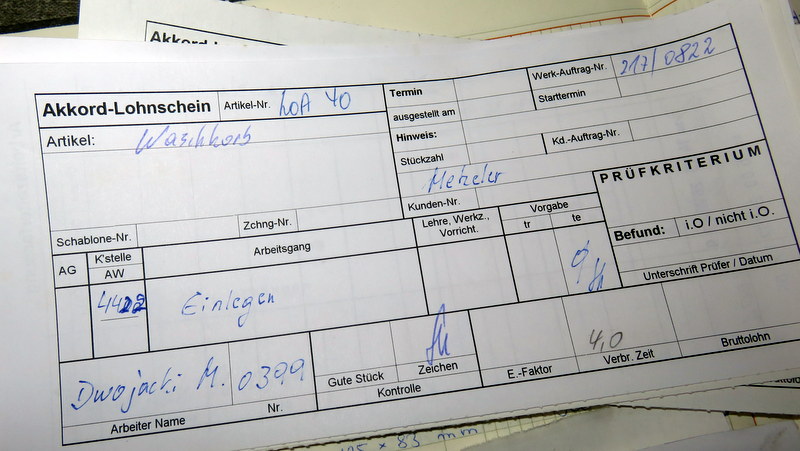 Akkord-Lohnschein Artikel-Nr. LoA 40
Termin
Werk-Auftrag-Nr. 217/0822
ausgestellt am
Starttermin
Artikel: Waschkorb
Hinweis:
Stückzahl
Kd.-Auftrag-Nr.
Metzeler
Kunden-Nr.
PRÜFKRITERIUM
Befund: i.O / nicht i.O.
Unterschrift Prüfer / Datum
Schablone-Nr. Zchng-Nr.
Lehre, Werkz.,
Vorricht.
Vorgabe
tr te
AG K'stelle
AW
Arbeitsgang
4422 Einlegen
Dwojacki M. 0399
Arbeiter Name Nr.
Gute Stück Zeichen
Kontrolle
E.-Faktor
4,0
Verbr. Zeit
Bruttolohn
× 83 mm